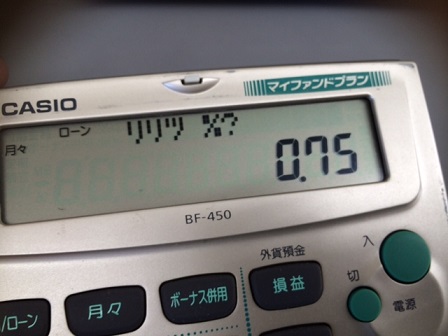 CASIO マイファンドプラン
ローン リリツ %?
月々 0.75
BF-450
外貨預金 入
/ローン 月々 ボーナス併用 損益 切 電源